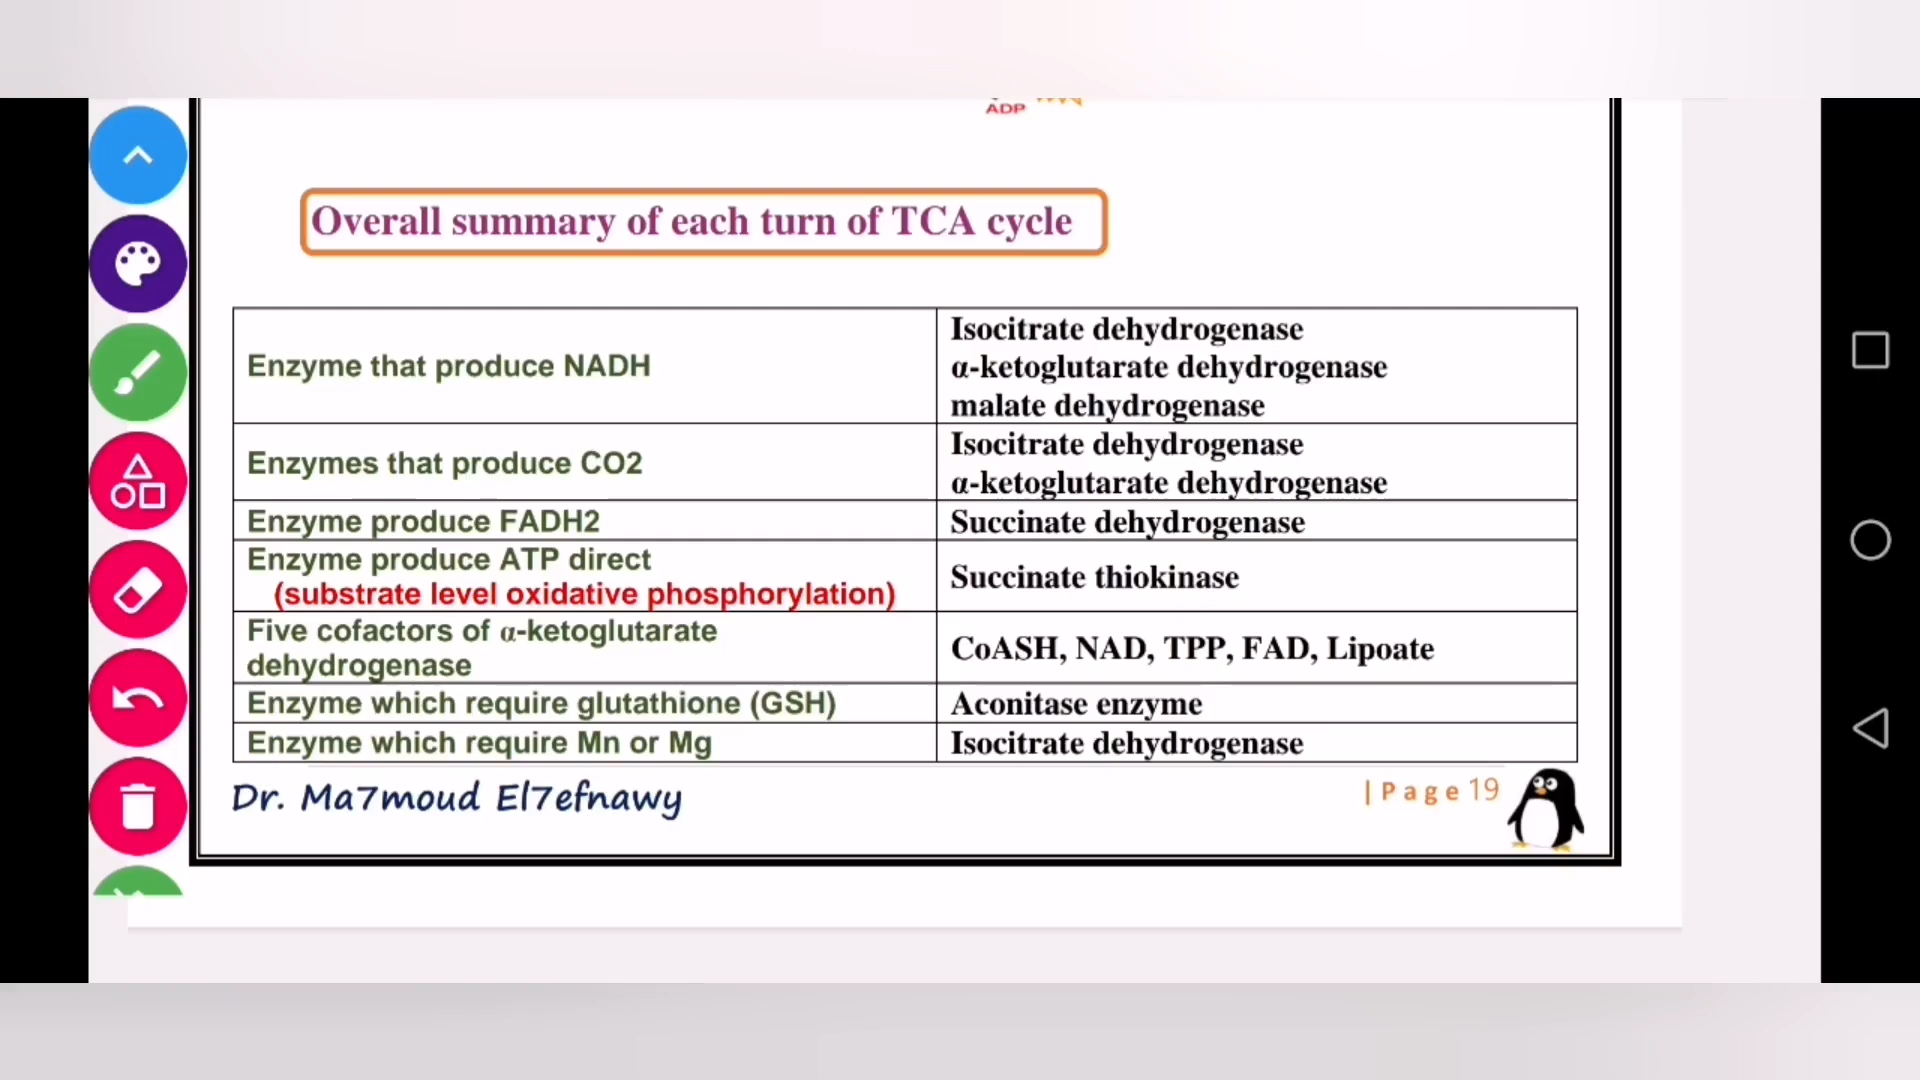 ADP
Overall summary of each turn of TCA cycle
Enzyme that produce NADH
Isocitrate dehydrogenase
α-ketoglutarate dehydrogenase
malate dehydrogenase
Enzymes that produce CO2
Isocitrate dehydrogenase
α-ketoglutarate dehydrogenase
Enzyme produce FADH2
Succinate dehydrogenase
Enzyme produce ATP direct
(substrate level oxidative phosphorylation)
Succinate thiokinase
Five cofactors of α-ketoglutarate
dehydrogenase
CoASH, NAD, TPP, FAD, Lipoate
Enzyme which require glutathione (GSH)
Aconitase enzyme
Enzyme which require Mn or Mg
Isocitrate dehydrogenase
Dr. Ma7moud El7efnawy
| Page 19